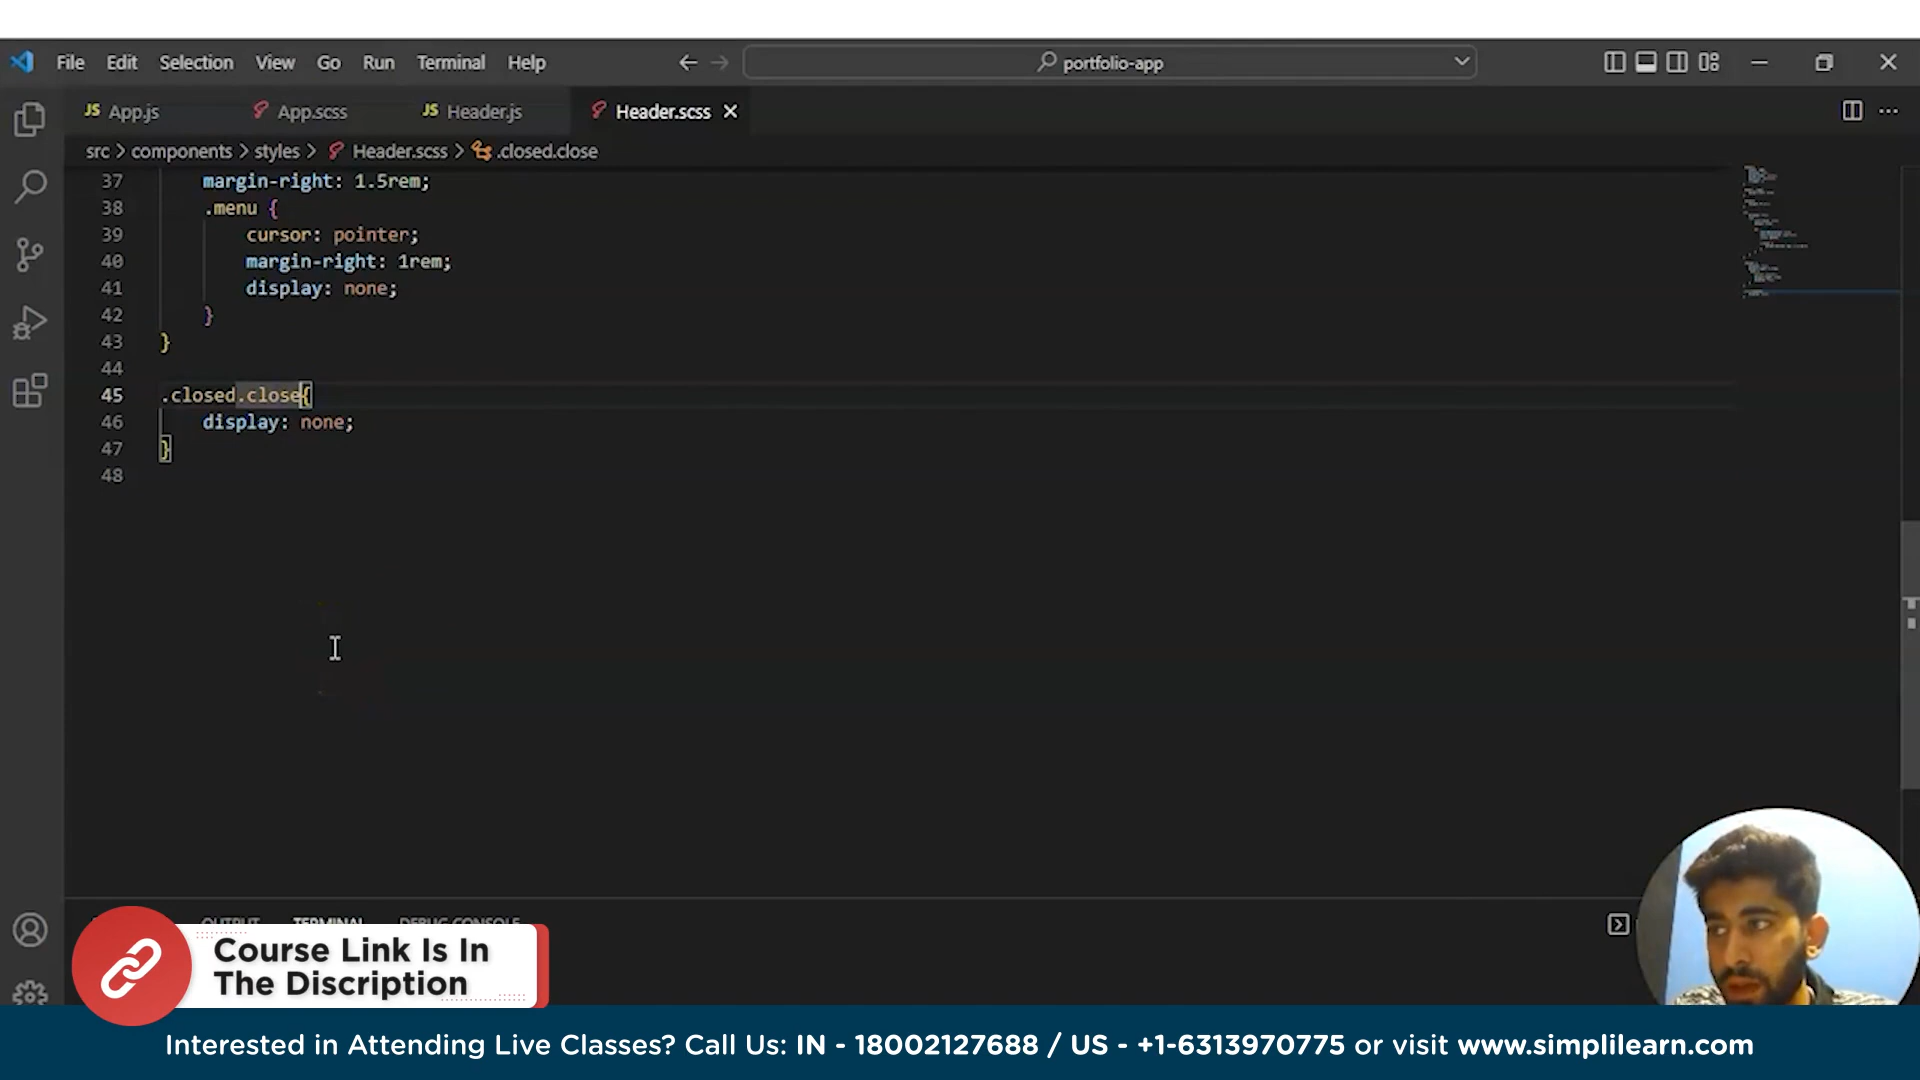 File Edit Selection View Go Run Terminal Help portfolio-app
JS App.js App.scss JS Header.js Header.scss
src > components > styles > Header.scss > .closed.close
37 margin-right: 1.5rem;
38 .menu {
39 cursor: pointer;
40 margin-right: 1rem;
41 display: none;
42 }
43 }
44
45 .closed.close{
46 display: none;
47 }
48
OUTPUT TERMINAL DEBUG CONSOLE
Course Link Is In
The Discription
Interested in Attending Live Classes? Call Us: IN - 18002127688 / US - +1-6313970775 or visit www.simplilearn.com